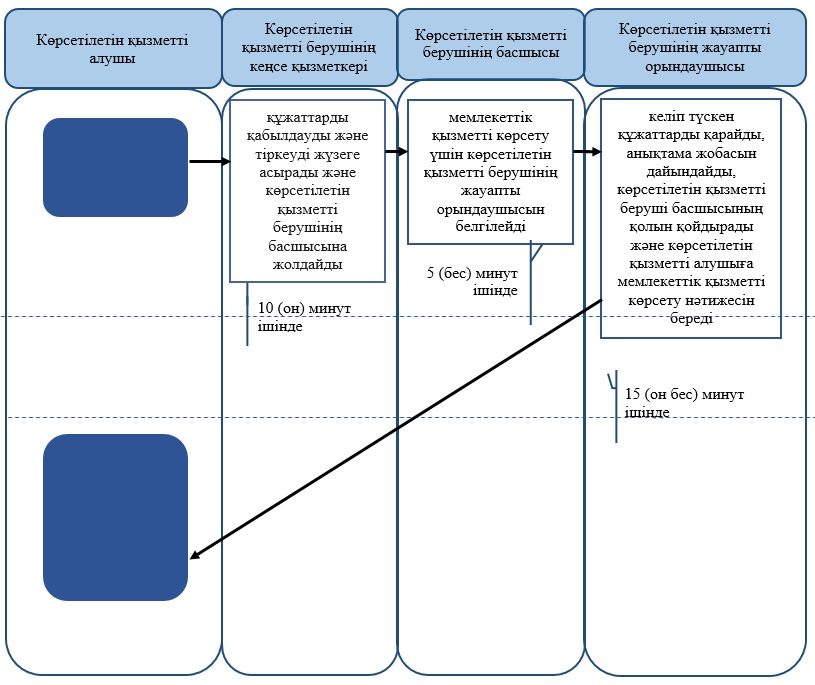 Көрсетілетін қызметті
алушы
Көрсетілетін
қызметті берушінің
кеңсе қызметкері
Көрсетілетін қызметті
берушінің басшысы
Көрсетілетін қызметті
берушінің жауапты
орындаушысы
құжаттарды
қабылдауды және
тіркеуді жүзеге
асырады және
көрсетілетін
қызметті
берушінің
басшысына
жолдайды
10 (он) минут
ішінде
мемлекеттік
қызметті көрсету
үшін көрсетілетін
қызметті берушінің
жауапты
орындаушысын
белгілейді
5 (бес) минут
ішінде
келіп түскен
құжаттарды қарайды,
анықтама жобасын
дайындайды,
көрсетілетін қызметті
беруші басшысының
қолын қойдырады
және көрсетілетін
қызметті алушыға
мемлекеттік қызметті
көрсету нәтижесін
береді
15 (он бес) минут
ішінде